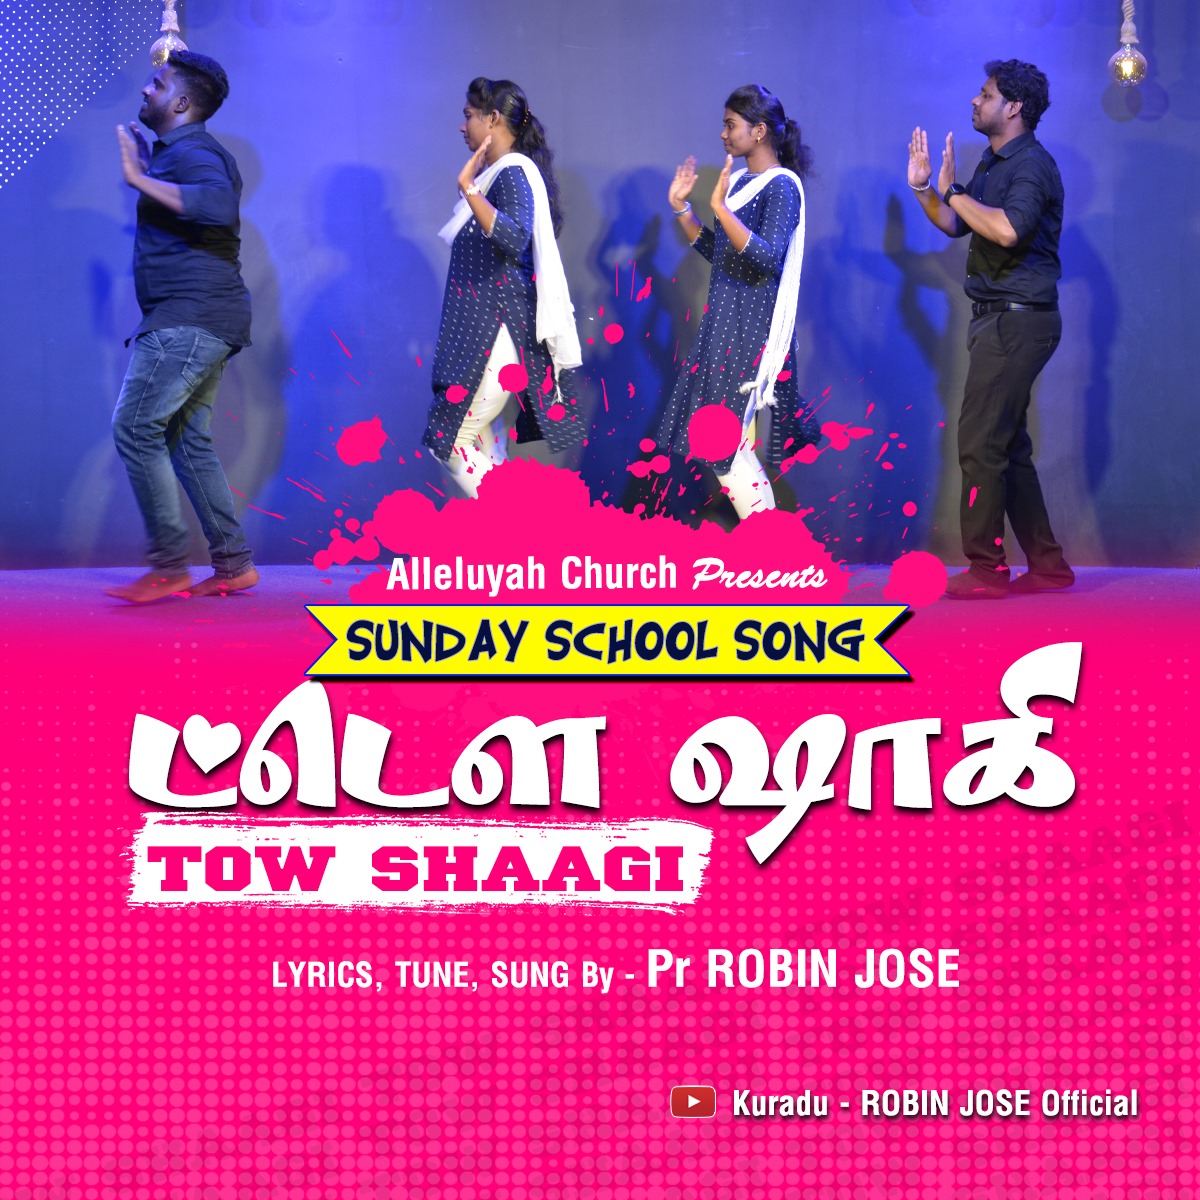 Alleluyah Church Presents
SUNDAY SCHOOL SONG
ட்டௌ ஷாகி
TOW SHAAGI
LYRICS, TUNE, SUNG By - Pr ROBIN JOSE
Kuradu - ROBIN JOSE Official